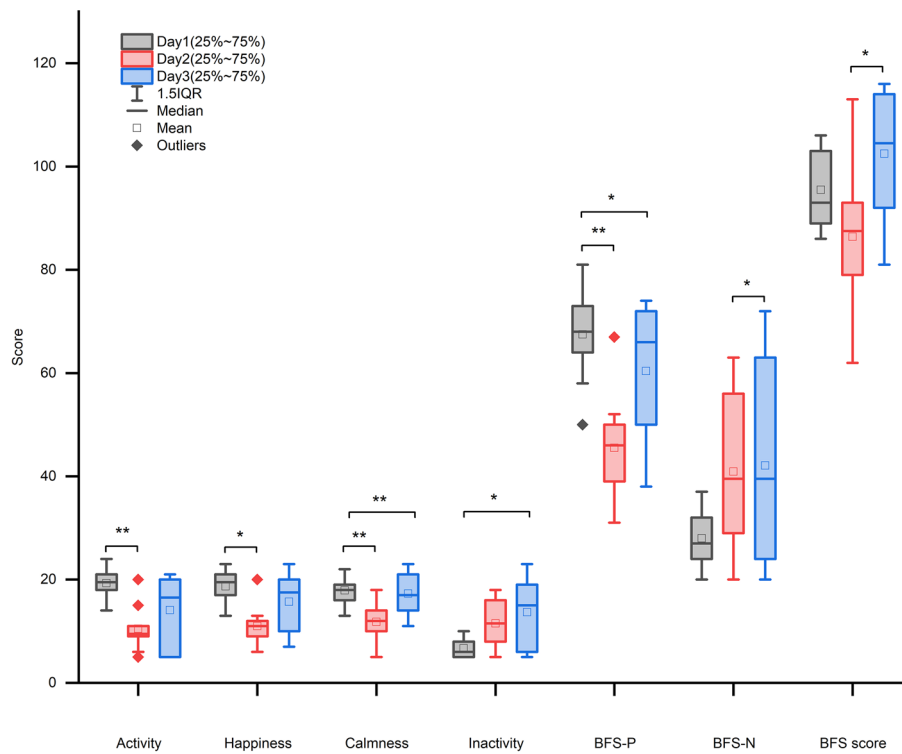 Day1(25%~75%)
Day2(25%~75%)
Day3(25%~75%)
1.5IQR
Median
Mean
Outliers
Score
120
100
80
60
40
20
0
*
*
**
*
**
*
**
**
*
Activity Happiness Calmness Inactivity BFS-P BFS-N BFS score